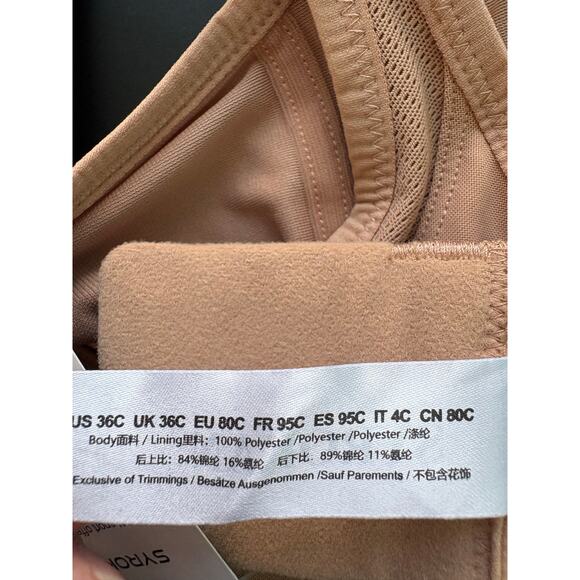 US 36C UK 36C EU 80C FR 95C ES 95C IT 4C CN 80C
Body面料 / Lining里料: 100% Polyester /Polyester /Polyester /涤纶
后上比: 84%锦纶 16%氨纶 后下比: 89%锦纶 11%氨纶
Exclusive of Trimmings / Besätze Ausgenommen /Sauf Parements / 不包含花饰
SYRO